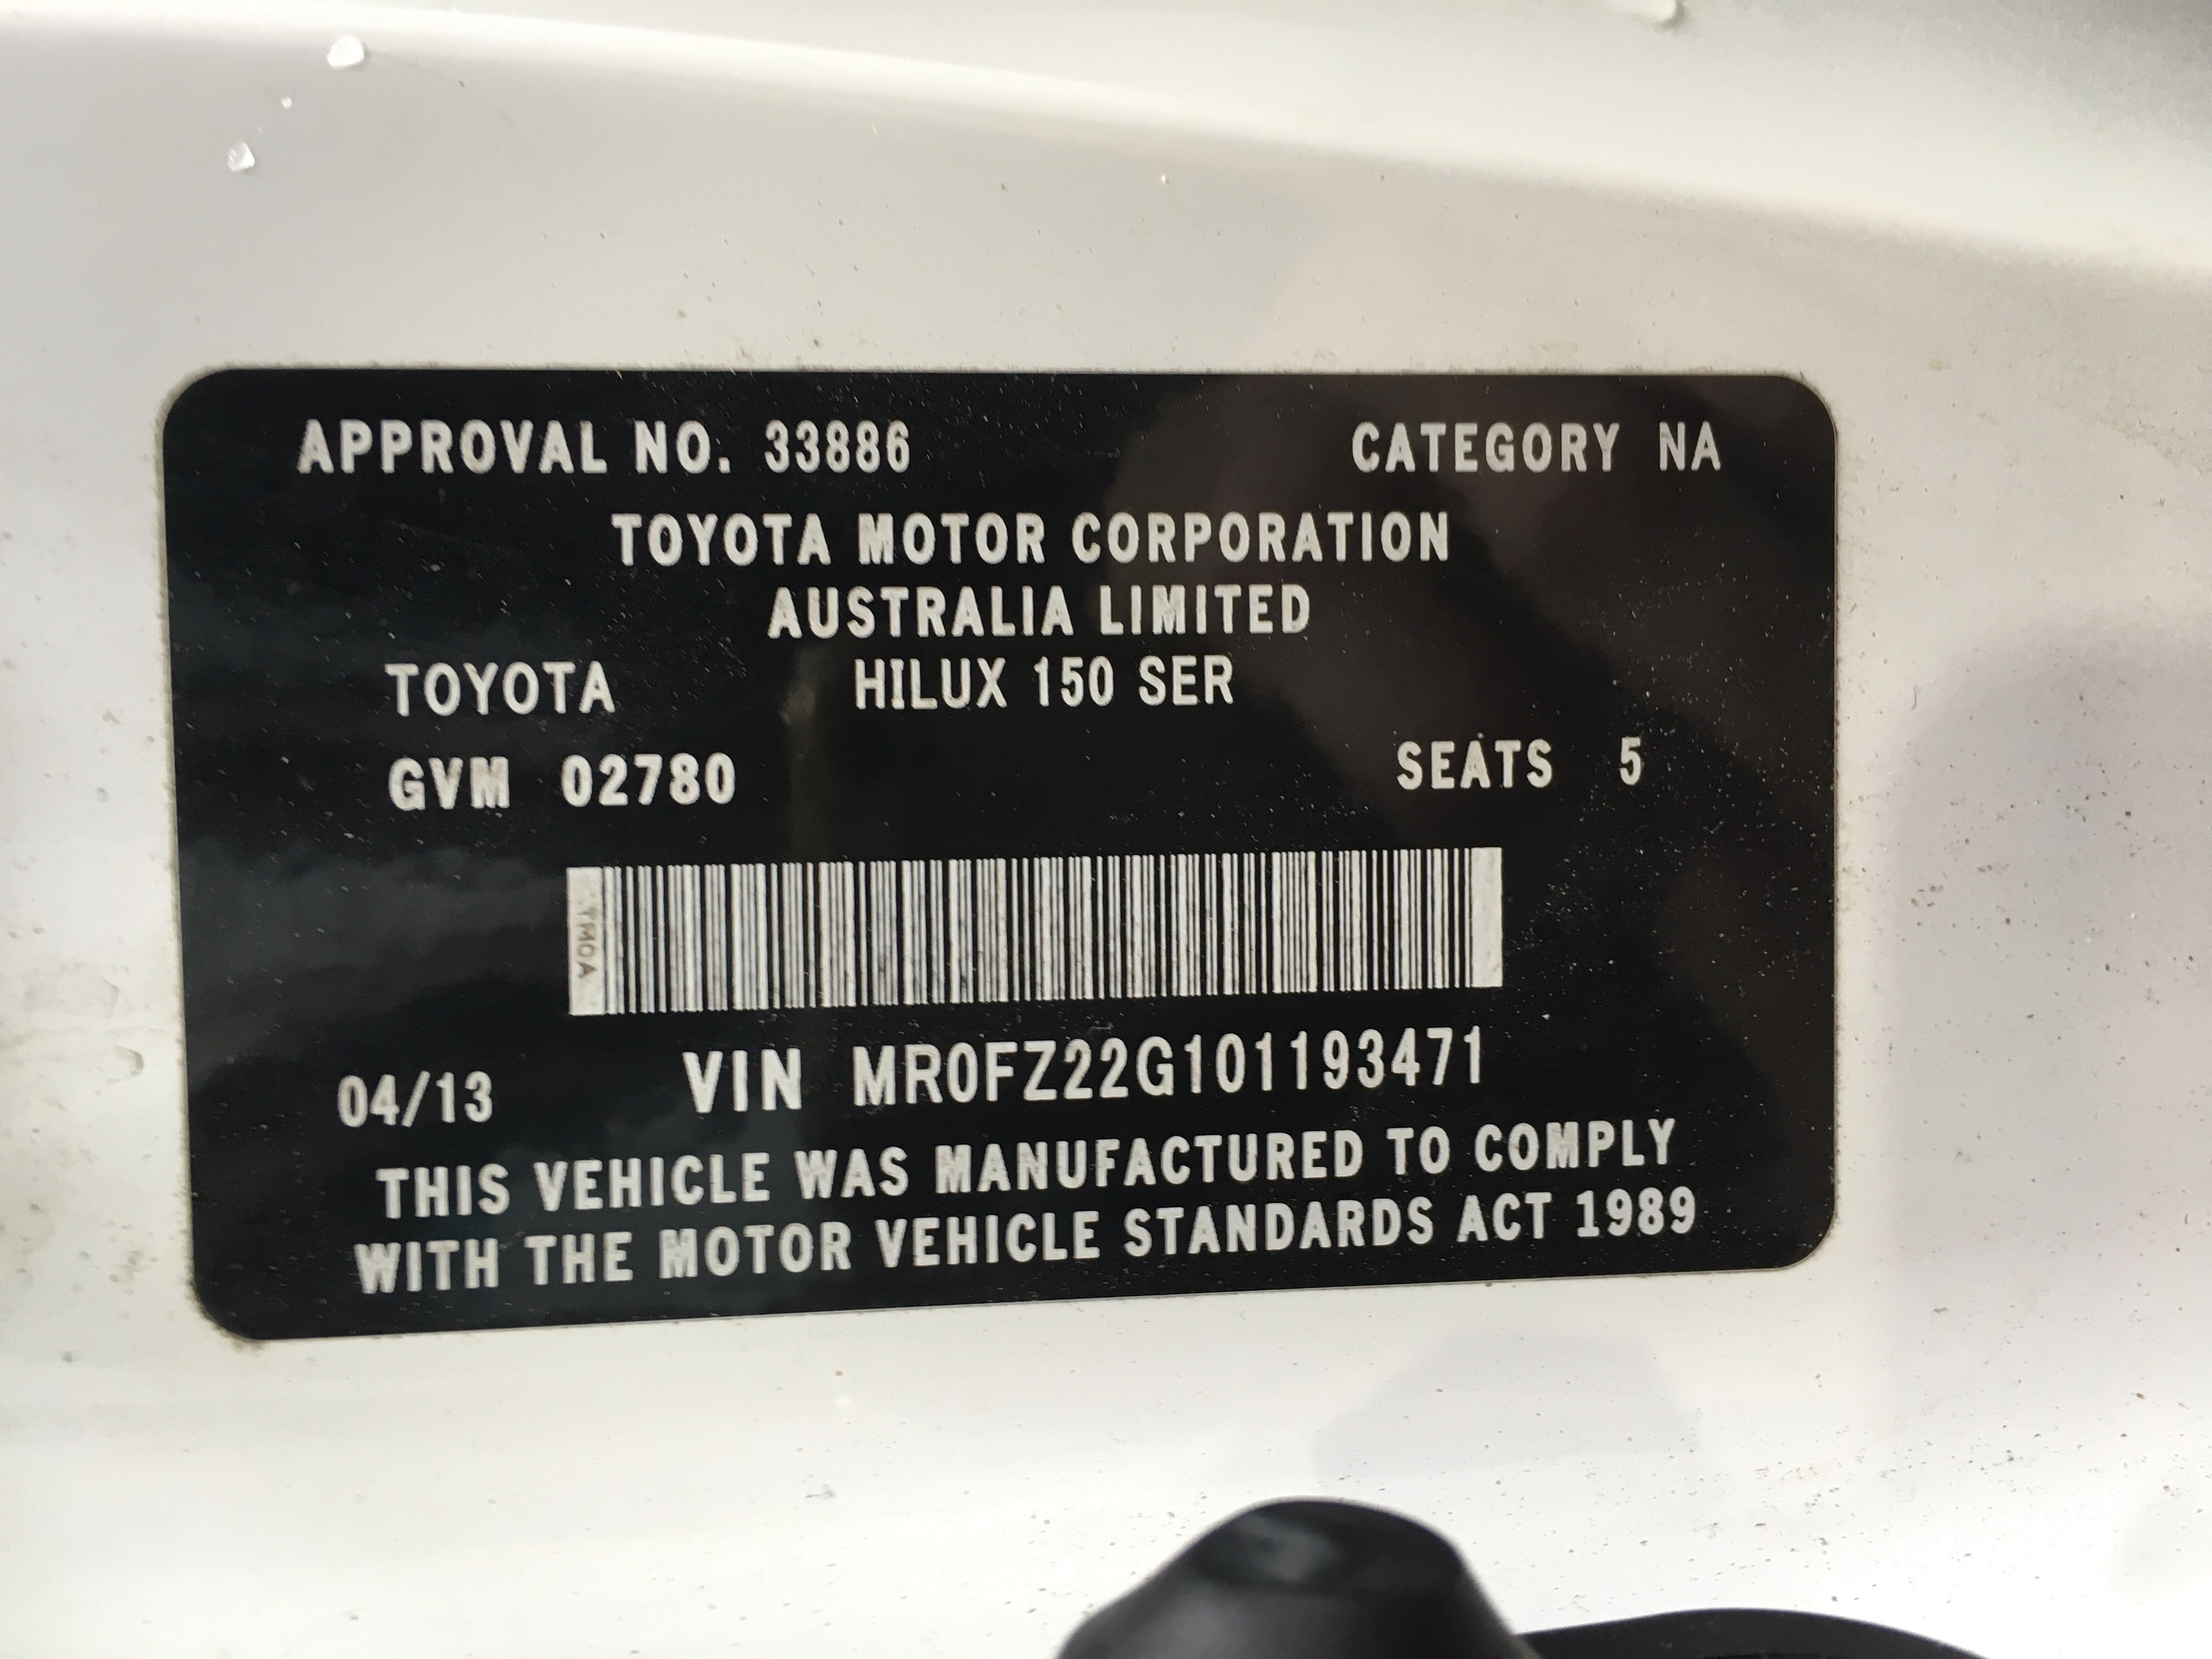 APPROVAL NO. 33886 CATEGORY NA
TOYOTA MOTOR CORPORATION
AUSTRALIA LIMITED
TOYOTA HILUX 150 SER
GVM 02780 SEATS 5
TMCA
04/13 VIN MR0FZ22G101193471
THIS VEHICLE WAS MANUFACTURED TO COMPLY
WITH THE MOTOR VEHICLE STANDARDS ACT 1989